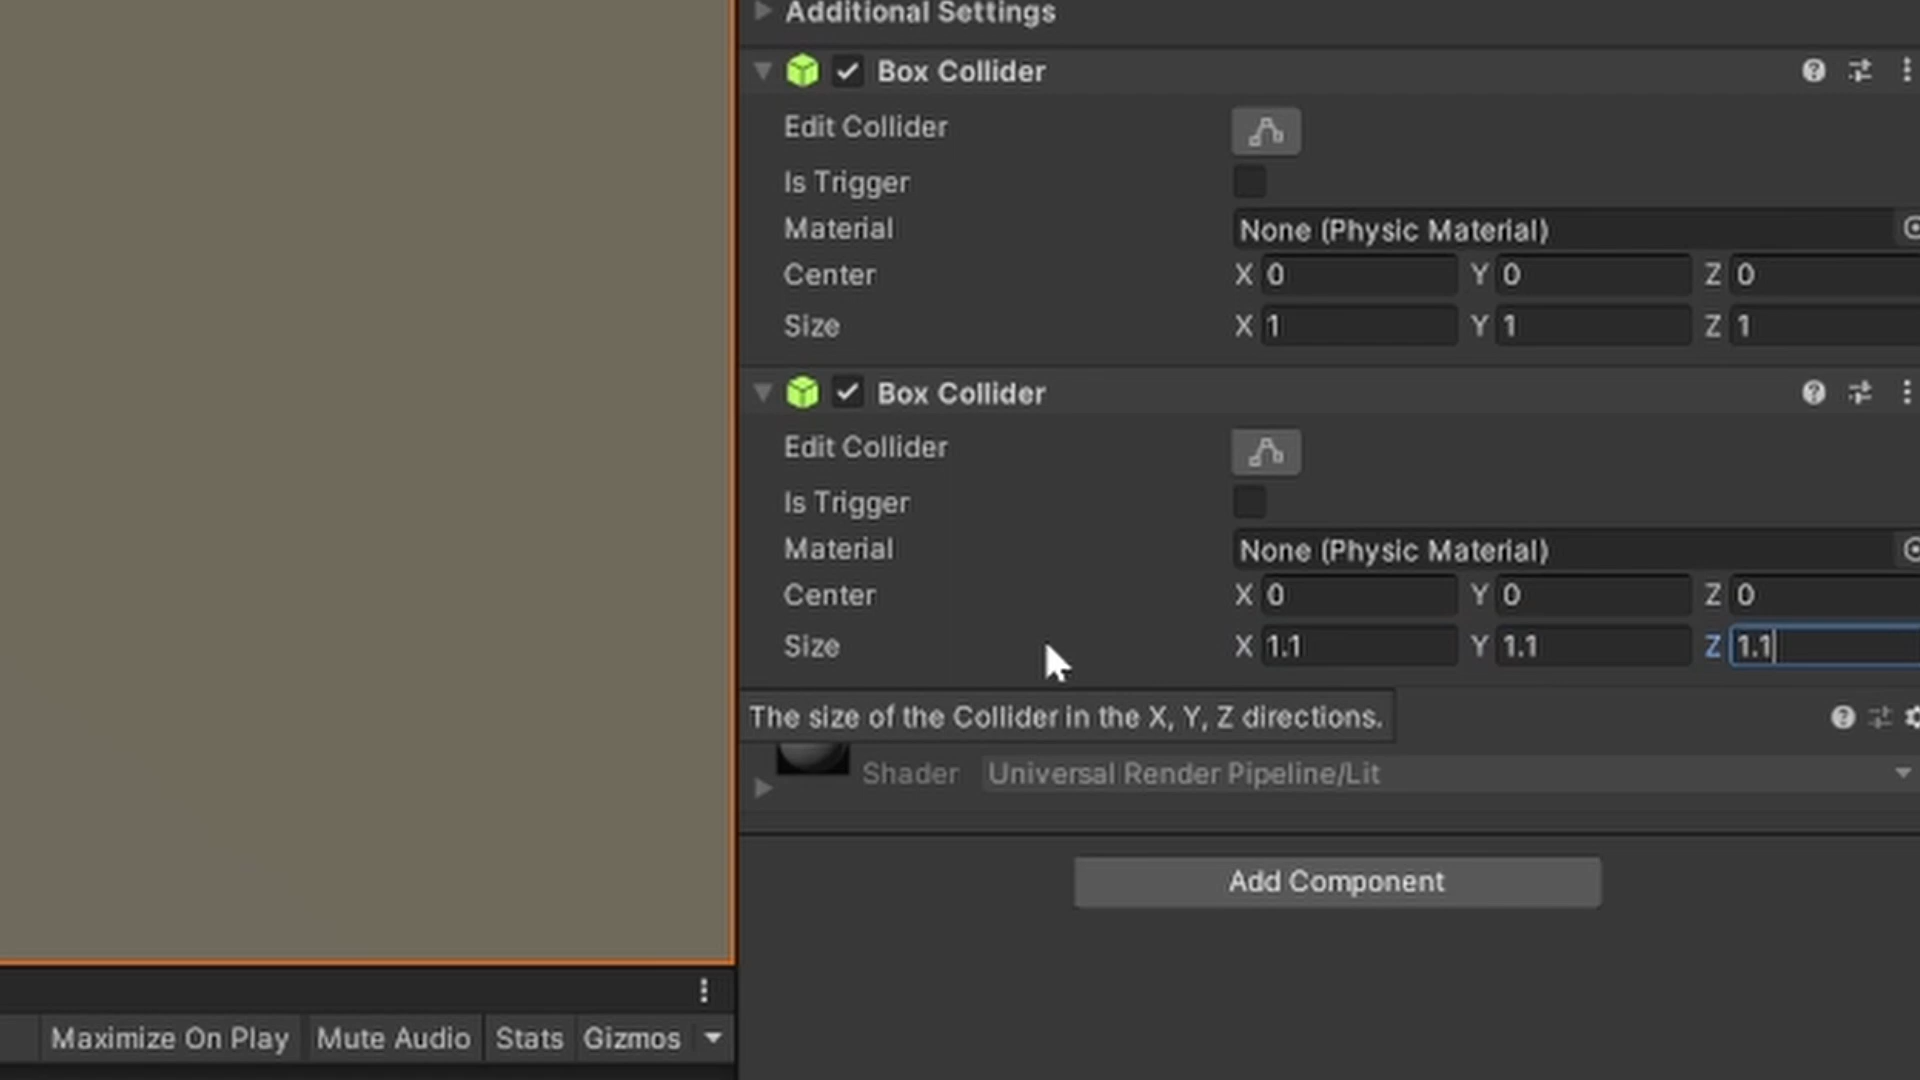 Additional Settings
Box Collider
Edit Collider
Is Trigger
Material None (Physic Material)
Center X 0 Y 0 Z 0
Size X 1 Y 1 Z 1
Box Collider
Edit Collider
Is Trigger
Material None (Physic Material)
Center X 0 Y 0 Z 0
Size X 1.1 Y 1.1 Z 1.1
The size of the Collider in the X, Y, Z directions.
Shader Universal Render Pipeline/Lit
Add Component
Maximize On Play Mute Audio Stats Gizmos